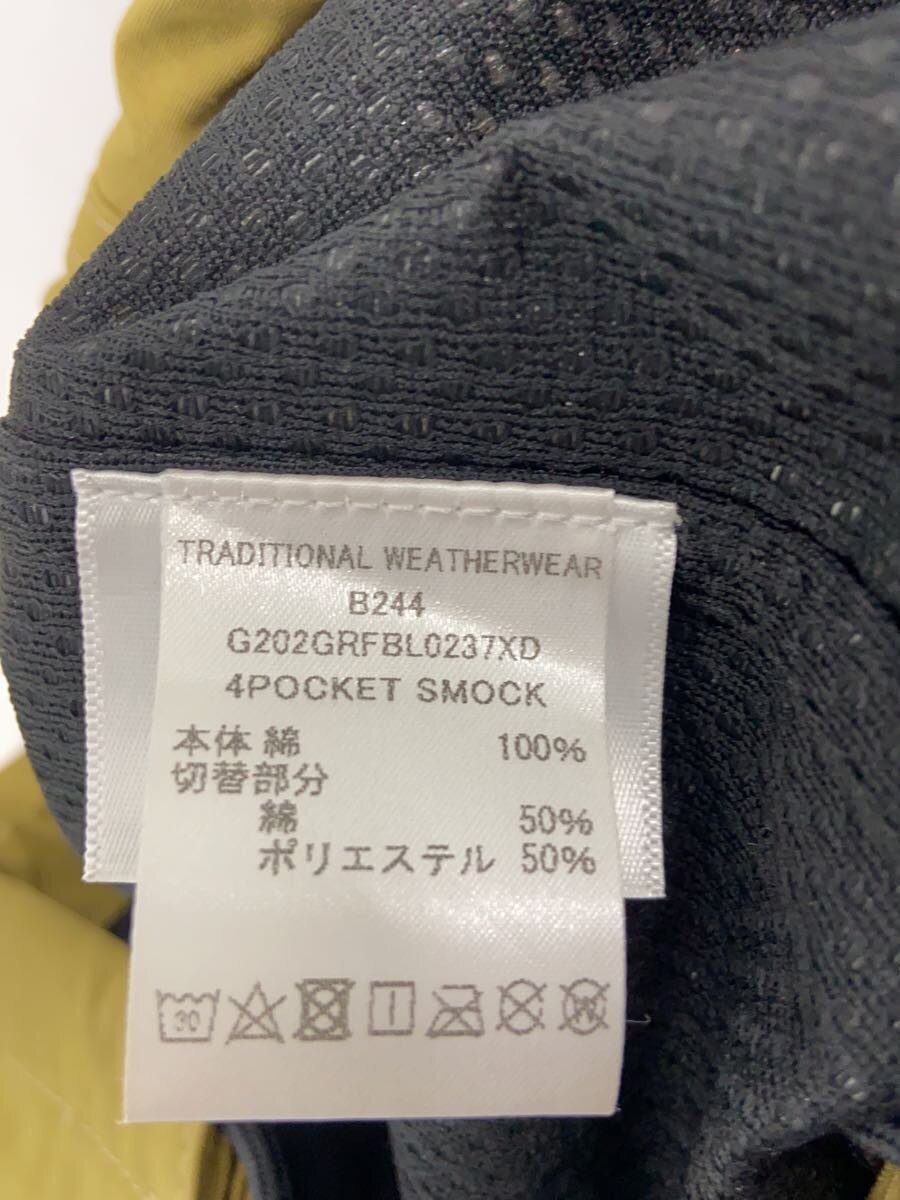 TRADITIONAL WEATHERWEAR
B244
G202GRFBL0237XD
4POCKET SMOCK
本体 綿 100%
切替部分
綿 50%
ポリエステル 50%
30 W